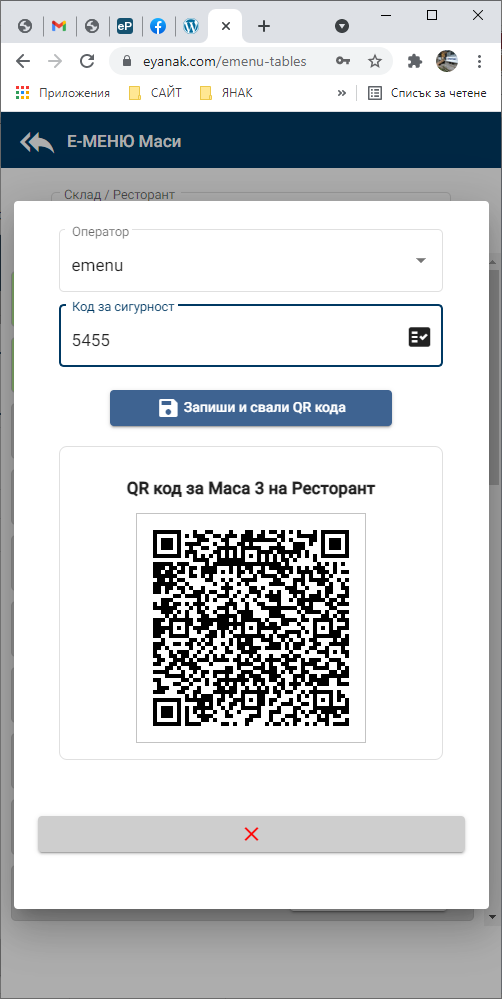 eP
eyanak.com/emenu-tables
Приложения
САЙТ
ЯНАК
»
Списък за четене
Е-МЕНЮ Маси
Склад / Ресторант
Оператор
emenu
Код за сигурност
5455
Запиши и свали QR кода
QR код за Маса 3 на Ресторант